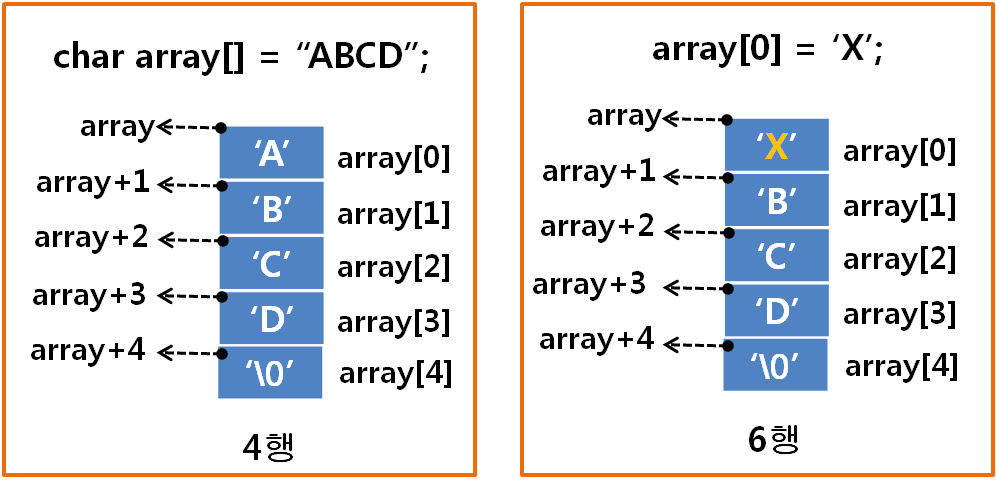 char array[] = “ABCD”;
array
‘A’
array[0]
array+1
‘B’
array[1]
array+2
‘C’
array[2]
array+3
‘D’
array[3]
array+4
‘\0’
array[4]
4행
array[0] = ‘X’;
array
‘X’
array[0]
array+1
‘B’
array[1]
array+2
‘C’
array[2]
array+3
‘D’
array[3]
array+4
‘\0’
array[4]
6행